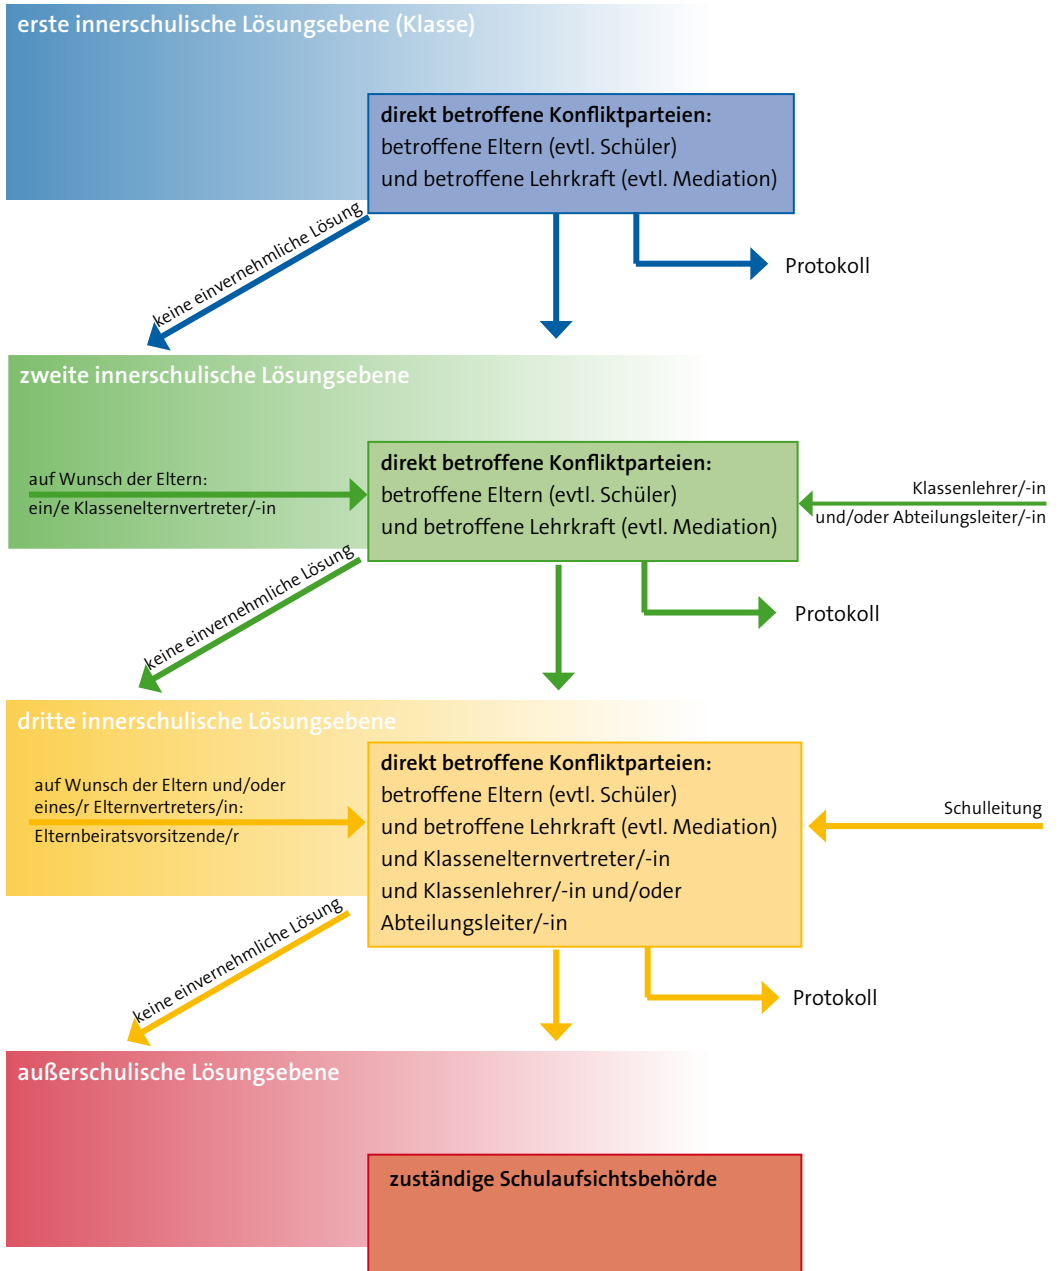 erste innerschulische Lösungsebene (Klasse)
direkt betroffene Konfliktparteien:
betroffene Eltern (evtl. Schüler)
und betroffene Lehrkraft (evtl. Mediation)
keine einvernehmliche Lösung
Protokoll
zweite innerschulische Lösungsebene
auf Wunsch der Eltern:
ein/e Klassenelternvertreter/-in
direkt betroffene Konfliktparteien:
betroffene Eltern (evtl. Schüler)
und betroffene Lehrkraft (evtl. Mediation)
Klassenlehrer/-in
und/oder Abteilungsleiter/-in
keine einvernehmliche Lösung
Protokoll
dritte innerschulische Lösungsebene
auf Wunsch der Eltern und/oder
eines/r Elternvertreters/in:
Elternbeiratsvorsitzende/r
direkt betroffene Konfliktparteien:
betroffene Eltern (evtl. Schüler)
und betroffene Lehrkraft (evtl. Mediation)
und Klassenelternvertreter/-in
und Klassenlehrer/-in und/oder
Abteilungsleiter/-in
Schulleitung
keine einvernehmliche Lösung
Protokoll
außerschulische Lösungsebene
zuständige Schulaufsichtsbehörde